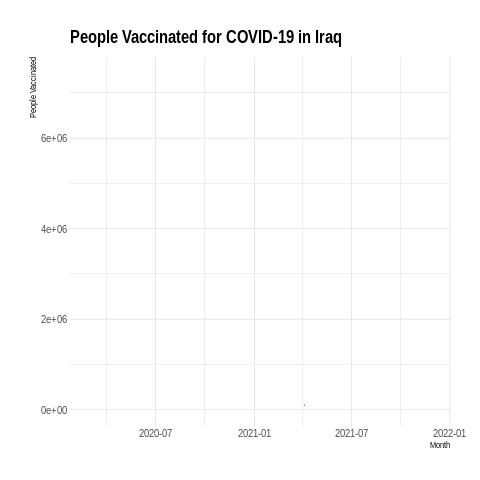 People Vaccinated for COVID-19 in Iraq
People Vaccinated
6e+06
4e+06
2e+06
0e+00
2020-07
2021-01
2021-07
2022-01
Month